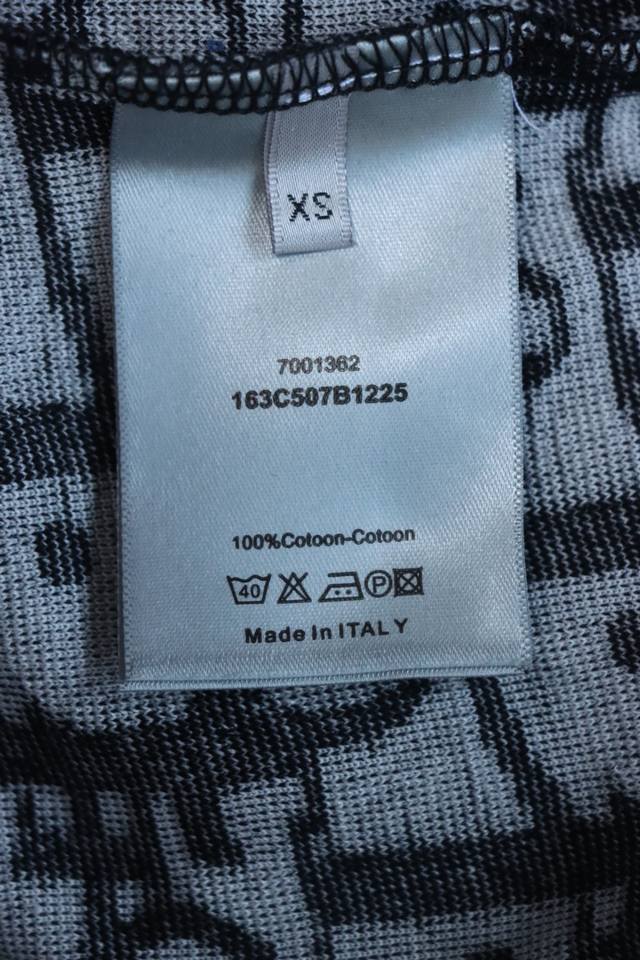 XS
7001362
163C507B1225
100%Cotoon-Cotoon
40 P
Made in ITALY